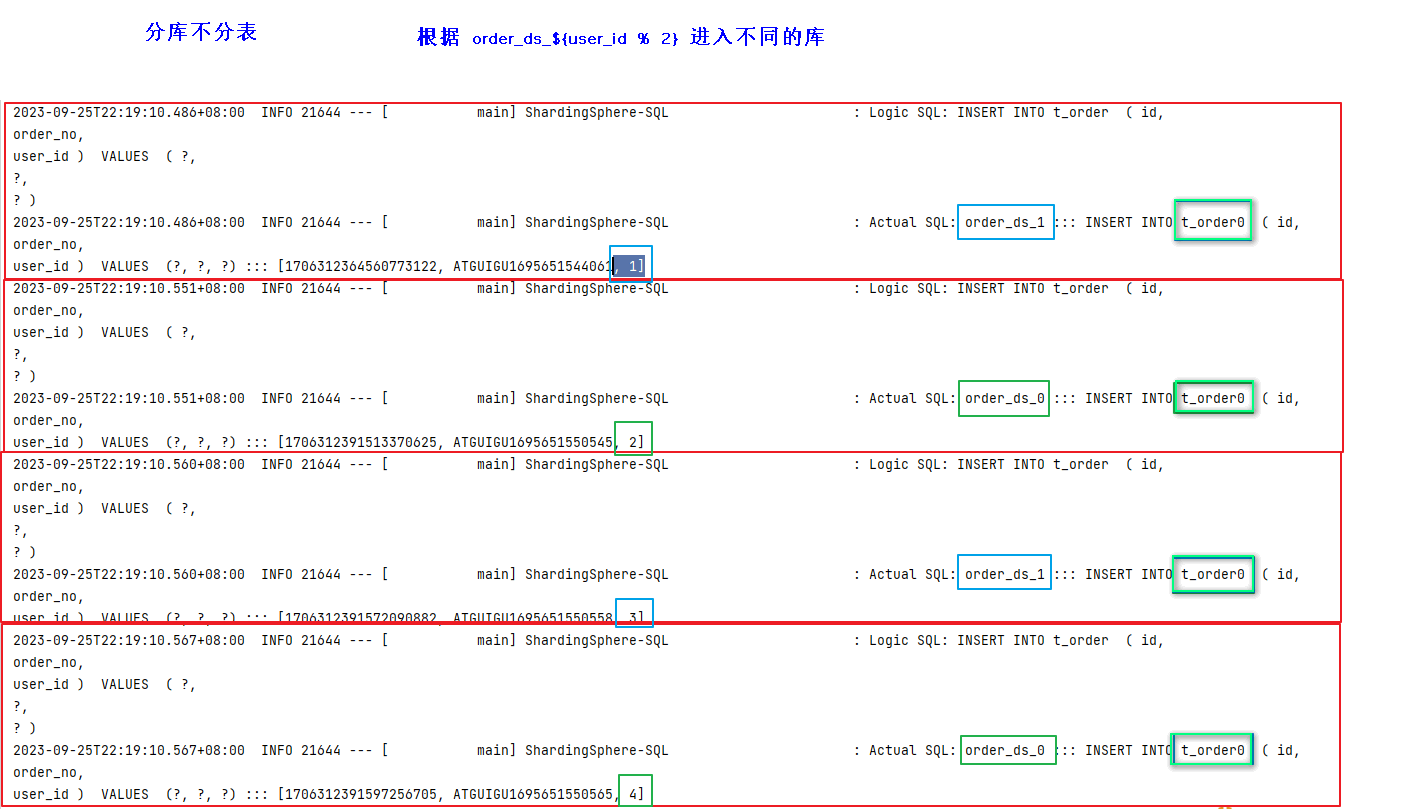 分库不分表 根据 order_ds_${user_id % 2} 进入不同的库
2023-09-25T22:19:10.486+08:00  INFO 21644 --- [           main] ShardingSphere-SQL                       : Logic SQL: INSERT INTO t_order  ( id,
order_no,
user_id )  VALUES  ( ?,
?,
? )
2023-09-25T22:19:10.486+08:00  INFO 21644 --- [           main] ShardingSphere-SQL                       : Actual SQL: order_ds_1 ::: INSERT INTO t_order0  ( id,
order_no,
user_id )  VALUES  (?, ?, ?) ::: [1706312364560773122, ATGUIGU1695651544061, 1]
2023-09-25T22:19:10.551+08:00  INFO 21644 --- [           main] ShardingSphere-SQL                       : Logic SQL: INSERT INTO t_order  ( id,
order_no,
user_id )  VALUES  ( ?,
?,
? )
2023-09-25T22:19:10.551+08:00  INFO 21644 --- [           main] ShardingSphere-SQL                       : Actual SQL: order_ds_0 ::: INSERT INTO t_order0  ( id,
order_no,
user_id )  VALUES  (?, ?, ?) ::: [1706312391513370625, ATGUIGU1695651550545, 2]
2023-09-25T22:19:10.560+08:00  INFO 21644 --- [           main] ShardingSphere-SQL                       : Logic SQL: INSERT INTO t_order  ( id,
order_no,
user_id )  VALUES  ( ?,
?,
? )
2023-09-25T22:19:10.560+08:00  INFO 21644 --- [           main] ShardingSphere-SQL                       : Actual SQL: order_ds_1 ::: INSERT INTO t_order0  ( id,
order_no,
user_id )  VALUES  (?, ?, ?) ::: [1706312391572090882, ATGUIGU1695651550558, 3]
2023-09-25T22:19:10.567+08:00  INFO 21644 --- [           main] ShardingSphere-SQL                       : Logic SQL: INSERT INTO t_order  ( id,
order_no,
user_id )  VALUES  ( ?,
?,
? )
2023-09-25T22:19:10.567+08:00  INFO 21644 --- [           main] ShardingSphere-SQL                       : Actual SQL: order_ds_0 ::: INSERT INTO t_order0  ( id,
order_no,
user_id )  VALUES  (?, ?, ?) ::: [1706312391597256705, ATGUIGU1695651550565, 4]